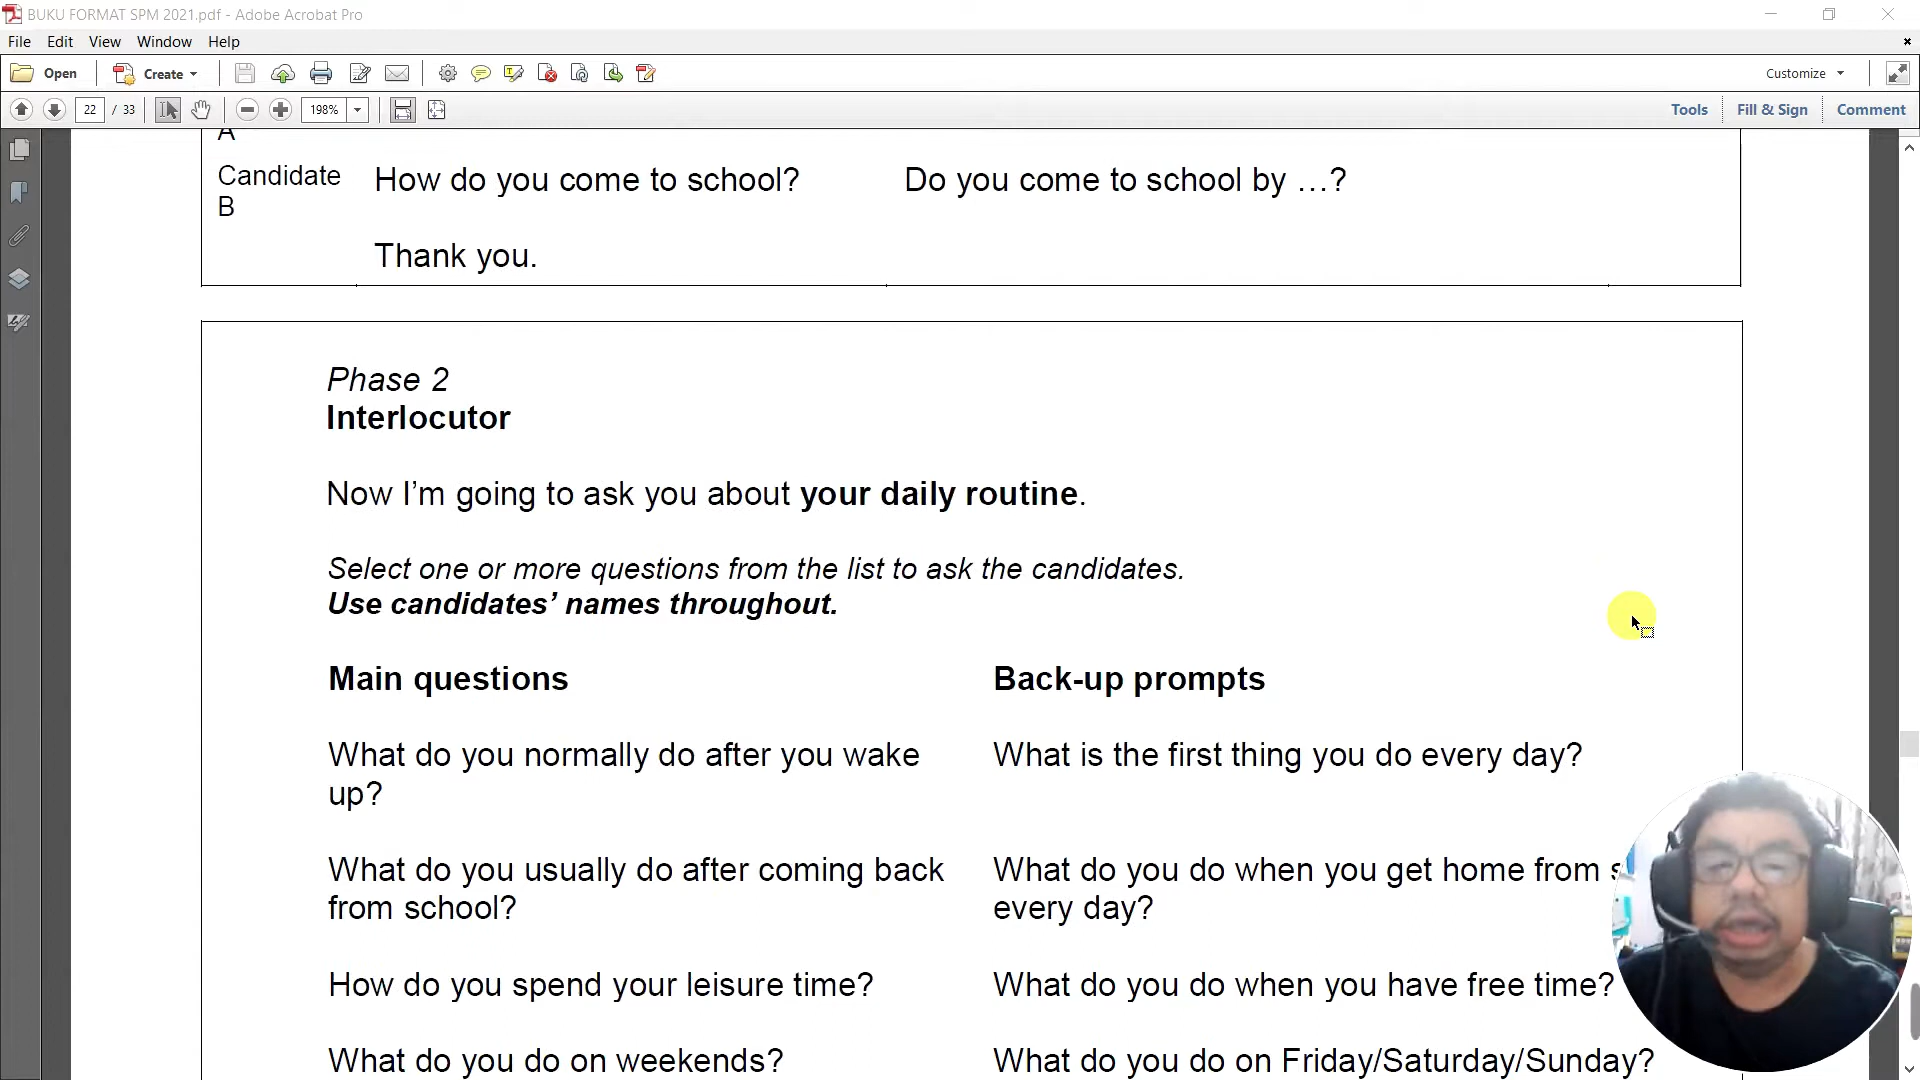 BUKU FORMAT SPM 2021.pdf - Adobe Acrobat Pro
File Edit View Window Help
Open Create Customize
22 / 33 198% Tools Fill & Sign Comment
A
Candidate B How do you come to school? Do you come to school by …?
Thank you.
Phase 2
Interlocutor
Now I’m going to ask you about your daily routine.
Select one or more questions from the list to ask the candidates.
Use candidates’ names throughout.
Main questions Back-up prompts
What do you normally do after you wake What is the first thing you do every day?
up?
What do you usually do after coming back What do you do when you get home from
from school? every day?
How do you spend your leisure time? What do you do when you have free time?
What do you do on weekends? What do you do on Friday/Saturday/Sunday?